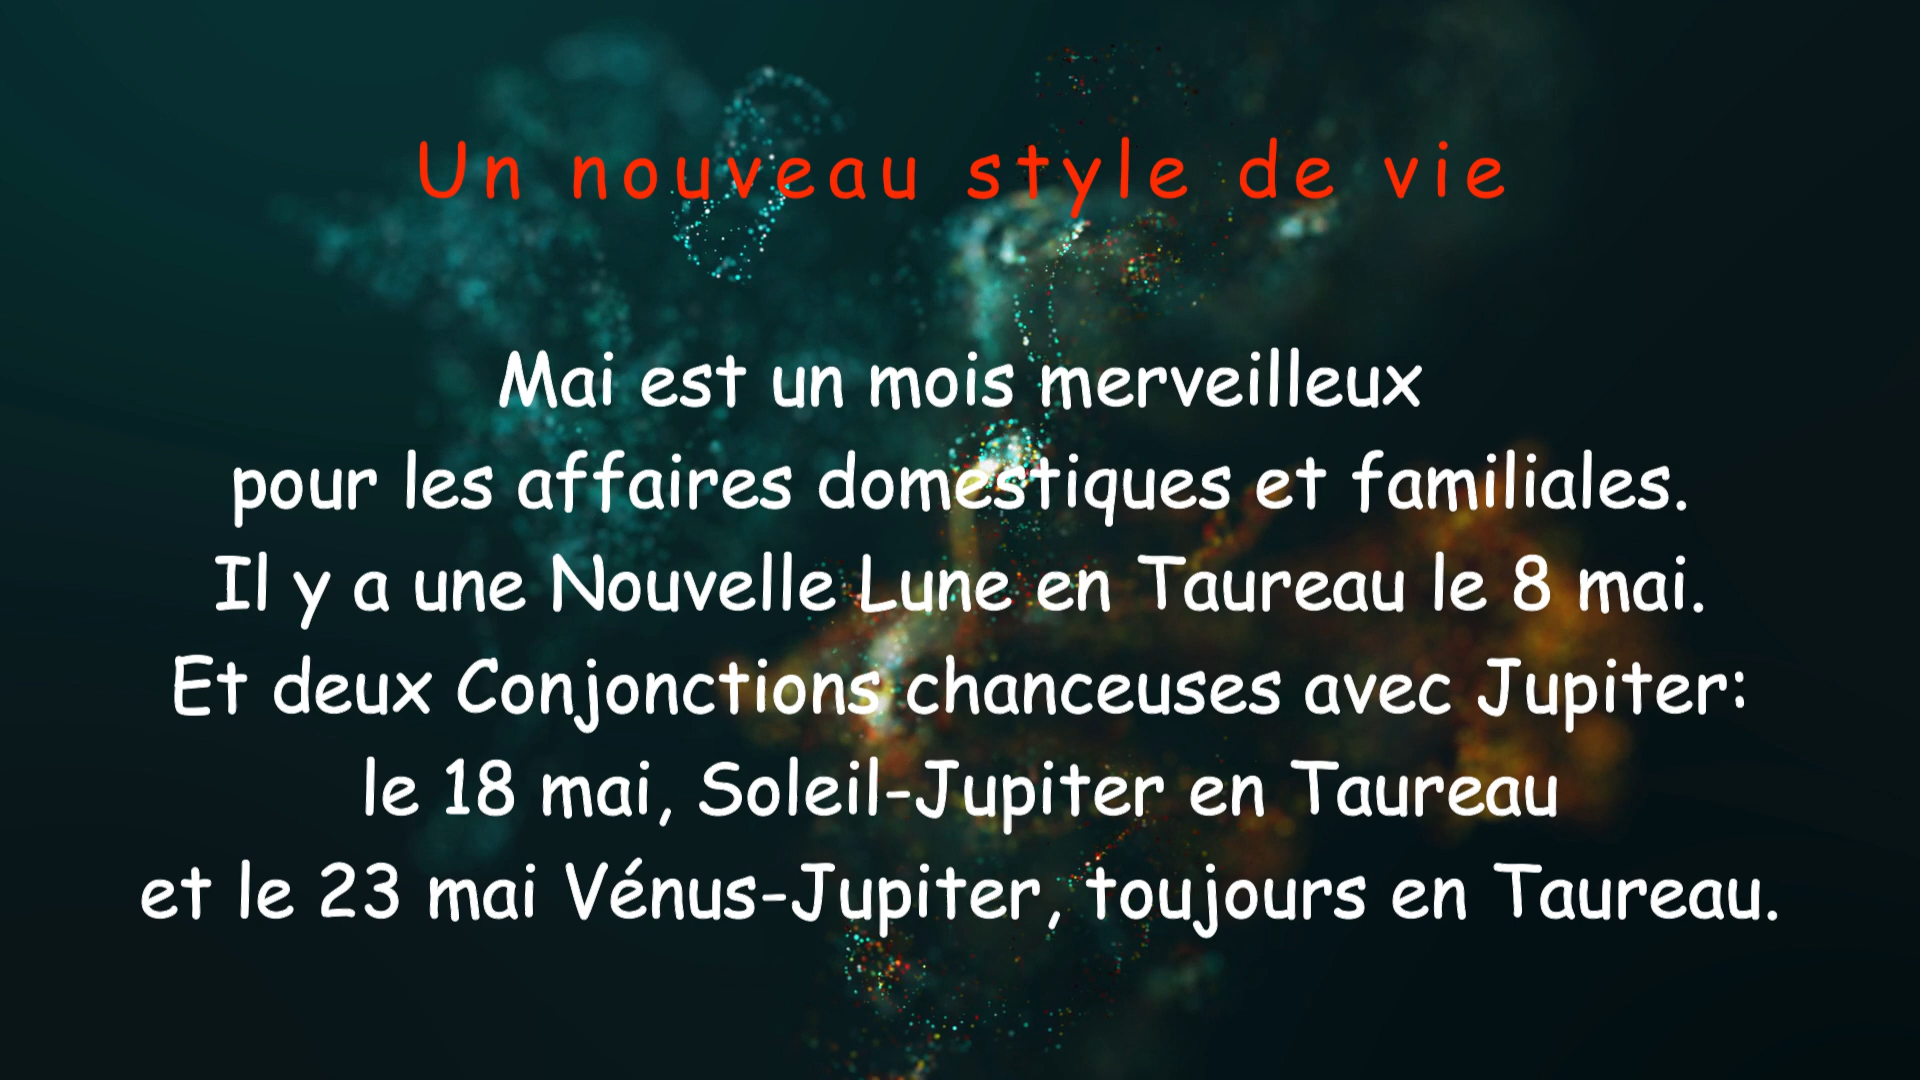 Un nouveau style de vie
Mai est un mois merveilleux
pour les affaires domestiques et familiales.
Il y a une Nouvelle Lune en Taureau le 8 mai.
Et deux Conjonctions chanceuses avec Jupiter:
le 18 mai, Soleil-Jupiter en Taureau
et le 23 mai Vénus-Jupiter, toujours en Taureau.